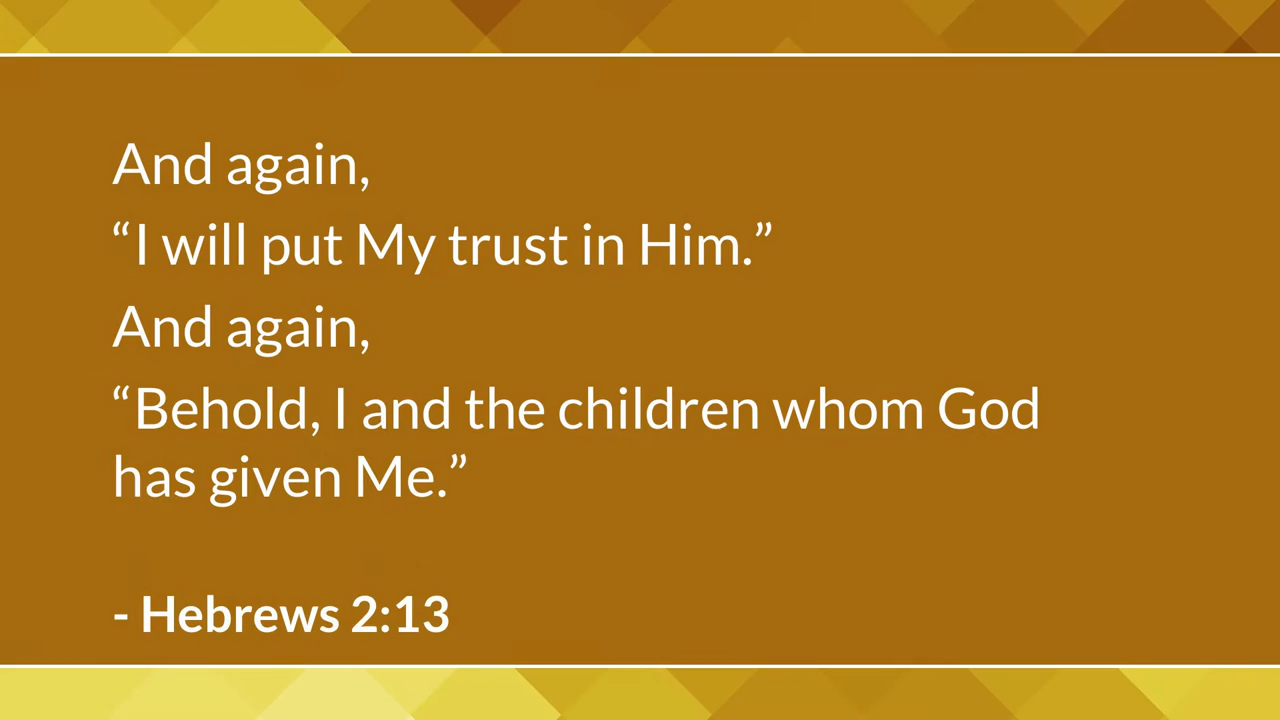 And again,
“I will put My trust in Him.”
And again,
“Behold, I and the children whom God
has given Me.”
- Hebrews 2:13